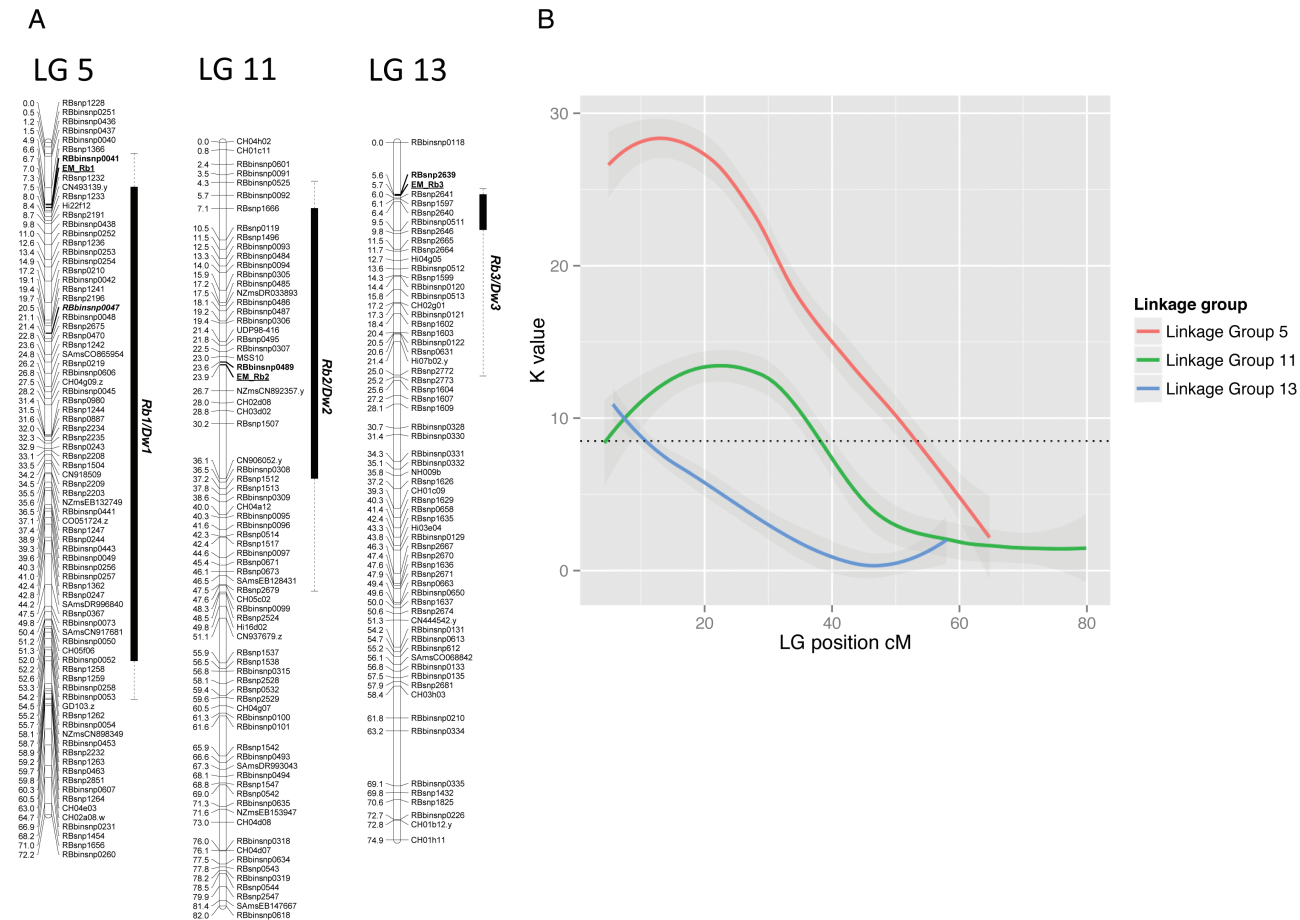 A
LG 5
0.0 RBsnp1228
0.5 RBbinsnp0251
1.2 RBbinsnp0436
1.5 RBbinsnp0437
4.9 RBbinsnp0040
6.6 RBsnp1366
6.7 RBbinsnp0041
7.0 EM_Rb1
7.3 RBsnp1232
7.5 CN493139.y
8.0 RBsnp1233
8.4 Hi22f12
8.7 RBsnp2191
9.8 RBbinsnp0438
11.0 RBbinsnp0252
12.6 RBsnp1236
13.4 RBbinsnp0253
14.9 RBbinsnp0254
17.2 RBsnp0210
19.1 RBbinsnp0042
19.4 RBsnp1241
19.7 RBsnp2196
20.5 RBbinsnp0047
21.1 RBbinsnp0048
21.4 RBsnp2675
22.8 RBsnp0470
23.6 RBsnp1242
24.8 SAmsCO865954
26.2 RBsnp0219
26.8 RBbinsnp0606
27.5 CH04g09.z
28.2 RBbinsnp0045
31.4 RBsnp0980
31.5 RBsnp1244
31.6 RBsnp0887
32.0 RBsnp2234
32.3 RBsnp2235
32.9 RBsnp0243
33.1 RBsnp2208
33.5 RBsnp1504
34.2 CN918509
34.5 RBsnp2209
35.5 RBsnp2203
35.6 NZmsEB132749
36.5 RBbinsnp0441
37.1 CO051724.z
37.4 RBsnp1247
38.9 RBsnp0244
39.3 RBbinsnp0443
39.6 RBbinsnp0049
40.3 RBbinsnp0256
41.0 RBbinsnp0257
42.4 RBsnp1362
42.8 RBsnp0247
44.2 SAmsDR996840
47.5 RBsnp0367
49.8 RBbinsnp0073
50.4 SAmsCN917681
51.2 RBbinsnp0050
51.3 CH05f06
52.0 RBbinsnp0052
52.2 RBsnp1258
52.6 RBsnp1259
53.3 RBbinsnp0258
54.2 RBbinsnp0053
54.5 GD103.z
55.2 RBsnp1262
55.7 RBbinsnp0054
58.1 NZmsCN898349
58.7 RBbinsnp0453
58.9 RBsnp2232
59.2 RBsnp1263
59.7 RBsnp0463
59.8 RBsnp2851
60.3 RBbinsnp0607
60.5 RBsnp1264
63.0 CH04e03
64.7 CH02a08.w
66.9 RBbinsnp0231
68.2 RBsnp1454
71.0 RBsnp1656
72.2 RBbinsnp0260
Rb1/Dw1
LG 11
0.0 CH04h02
0.8 CH01c11
2.4 RBbinsnp0601
3.5 RBbinsnp0091
4.3 RBbinsnp0525
5.7 RBbinsnp0092
7.1 RBsnp1666
10.5 RBsnp0119
11.5 RBsnp1496
12.5 RBbinsnp0093
13.3 RBbinsnp0484
14.0 RBbinsnp0094
15.9 RBbinsnp0305
17.2 RBbinsnp0485
17.5 NZmsDR033893
18.1 RBbinsnp0486
19.2 RBbinsnp0487
19.4 RBbinsnp0306
21.4 UDP98-416
21.8 RBsnp0495
22.5 RBbinsnp0307
23.0 MSS10
23.6 RBbinsnp0489
23.9 EM_Rb2
26.7 NZmsCN892357.y
28.0 CH02d08
28.8 CH03d02
30.2 RBsnp1507
36.1 CN906052.y
36.5 RBbinsnp0308
37.2 RBsnp1512
37.8 RBsnp1513
38.6 RBbinsnp0309
40.0 CH04a12
40.3 RBbinsnp0095
41.6 RBbinsnp0096
42.3 RBsnp0514
42.4 RBsnp1517
44.6 RBbinsnp0097
45.4 RBsnp0671
46.1 RBsnp0673
46.5 SAmsEB128431
47.5 RBsnp2679
47.6 CH05c02
48.3 RBbinsnp0099
48.5 RBsnp2524
49.8 Hi16d02
51.1 CN937679.z
55.9 RBsnp1537
56.5 RBsnp1538
56.8 RBbinsnp0315
58.1 RBsnp2528
59.4 RBsnp0532
59.6 RBsnp2529
60.5 CH04g07
61.3 RBbinsnp0100
61.6 RBbinsnp0101
65.9 RBsnp1542
66.6 RBbinsnp0493
67.3 SAmsDR993043
68.1 RBbinsnp0494
68.8 RBsnp1547
69.0 RBsnp0542
71.3 RBbinsnp0635
71.6 NZmsEB153947
73.0 CH04d08
76.0 RBbinsnp0318
76.1 CH04d07
77.5 RBbinsnp0634
77.8 RBsnp0543
78.2 RBbinsnp0319
78.5 RBsnp0544
79.9 RBsnp2547
81.4 SAmsEB147667
82.0 RBbinsnp0618
Rb2/Dw2
LG 13
0.0 RBbinsnp0118
5.6 RBsnp2639
5.7 EM_Rb3
6.0 RBsnp2641
6.1 RBsnp1597
6.4 RBsnp2640
9.5 RBbinsnp0511
9.8 RBsnp2646
11.5 RBsnp2665
11.7 RBsnp2664
12.7 Hi04g05
13.6 RBbinsnp0512
14.3 RBsnp1599
14.4 RBbinsnp0120
15.8 RBbinsnp0513
17.2 CH02g01
17.3 RBbinsnp0121
18.4 RBsnp1602
20.4 RBsnp1603
20.5 RBbinsnp0122
20.6 RBsnp0631
21.4 Hi07b02.y
25.0 RBsnp2772
25.2 RBsnp2773
25.6 RBsnp1604
27.2 RBsnp1607
28.1 RBsnp1609
30.7 RBbinsnp0328
31.4 RBbinsnp0330
34.3 RBbinsnp0331
35.1 RBbinsnp0332
35.8 NH009b
37.2 RBsnp1626
39.3 CH01c09
40.3 RBsnp1629
41.4 RBsnp0658
42.4 RBsnp1635
43.3 Hi03e04
43.8 RBbinsnp0129
46.3 RBsnp2667
47.4 RBsnp2670
47.6 RBsnp1636
47.9 RBsnp2671
49.4 RBsnp0663
49.6 RBbinsnp0650
50.0 RBsnp1637
50.6 RBsnp2674
51.3 CN444542.y
54.2 RBbinsnp0131
54.7 RBbinsnp0613
55.2 RBbinsnp612
56.1 SAmsCO068842
56.8 RBbinsnp0133
57.5 RBbinsnp0135
57.9 RBsnp2681
58.4 CH03h03
61.8 RBbinsnp0210
63.2 RBbinsnp0334
69.1 RBbinsnp0335
69.8 RBsnp1432
70.6 RBsnp1825
72.7 RBbinsnp0226
72.8 CH01b12.y
74.9 CH01h11
Rb3/Dw3
B
K value
30
20
10
0
20 40 60 80
LG position cM
Linkage group
Linkage Group 5
Linkage Group 11
Linkage Group 13